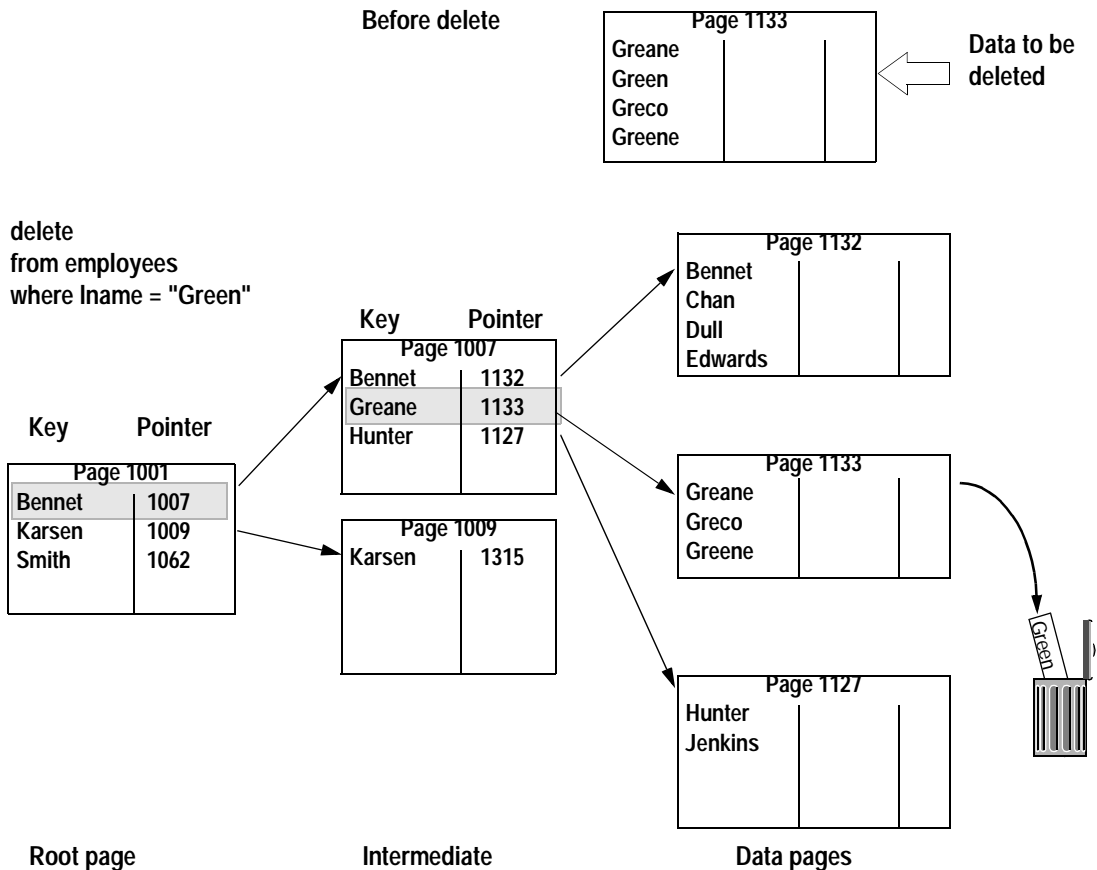 Before delete
Page 1133
Greane
Green
Greco
Greene
Data to be
deleted
delete
from employees
where lname = "Green"
Key Pointer
Page 1001
Bennet 1007
Karsen 1009
Smith 1062
Key Pointer
Page 1007
Bennet 1132
Greane 1133
Hunter 1127
Page 1009
Karsen 1315
Page 1132
Bennet
Chan
Dull
Edwards
Page 1133
Greane
Greco
Greene
Green
Page 1127
Hunter
Jenkins
Root page
Intermediate
Data pages